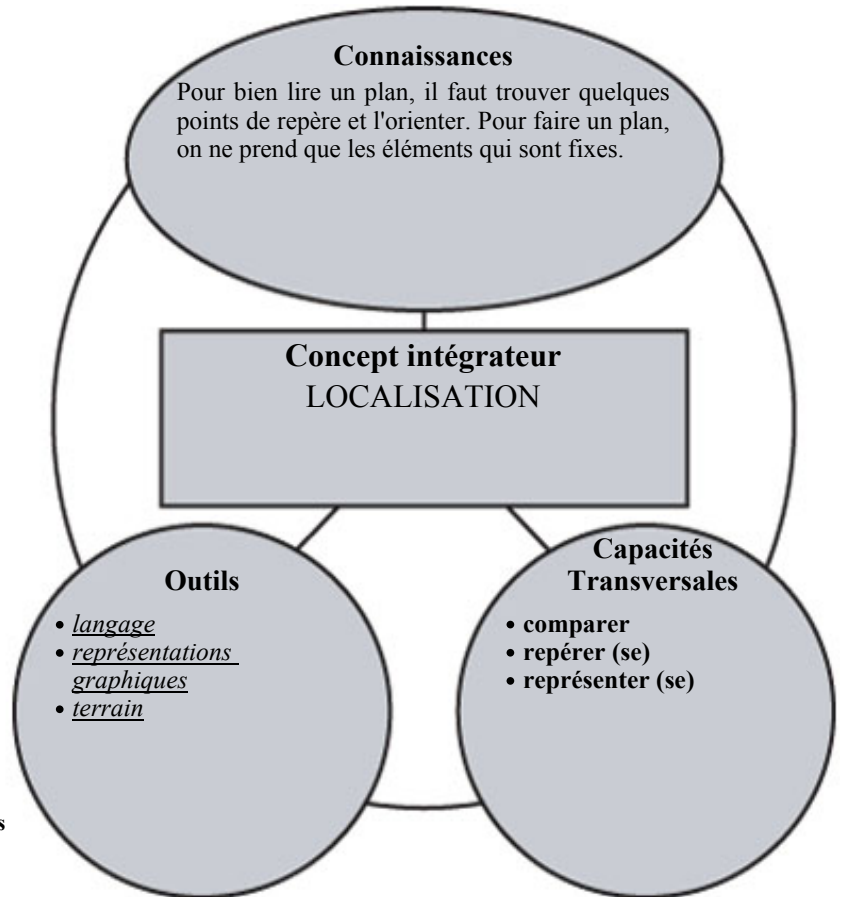 Connaissances
Pour bien lire un plan, il faut trouver quelques
points de repère et l'orienter. Pour faire un plan,
on ne prend que les éléments qui sont fixes.
Concept intégrateur
LOCALISATION
Outils
• langage
• représentations
graphiques
• terrain
Capacités
Transversales
• comparer
• repérer (se)
• représenter (se)
s